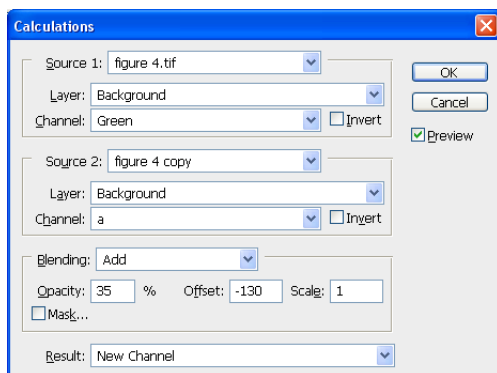 Calculations
Source 1: figure 4.tif
OK
Layer: Background
Cancel
Channel: Green Invert
Preview
Source 2: figure 4 copy
Layer: Background
Channel: a Invert
Blending: Add
Opacity: 35 % Offset: -130 Scale: 1
Mask...
Result: New Channel